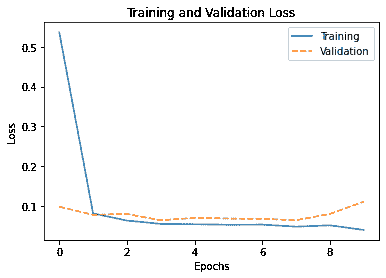 Training and Validation Loss
Training
Validation
0.5
0.4
0.3
0.2
0.1
Loss
0 2 4 6 8
Epochs